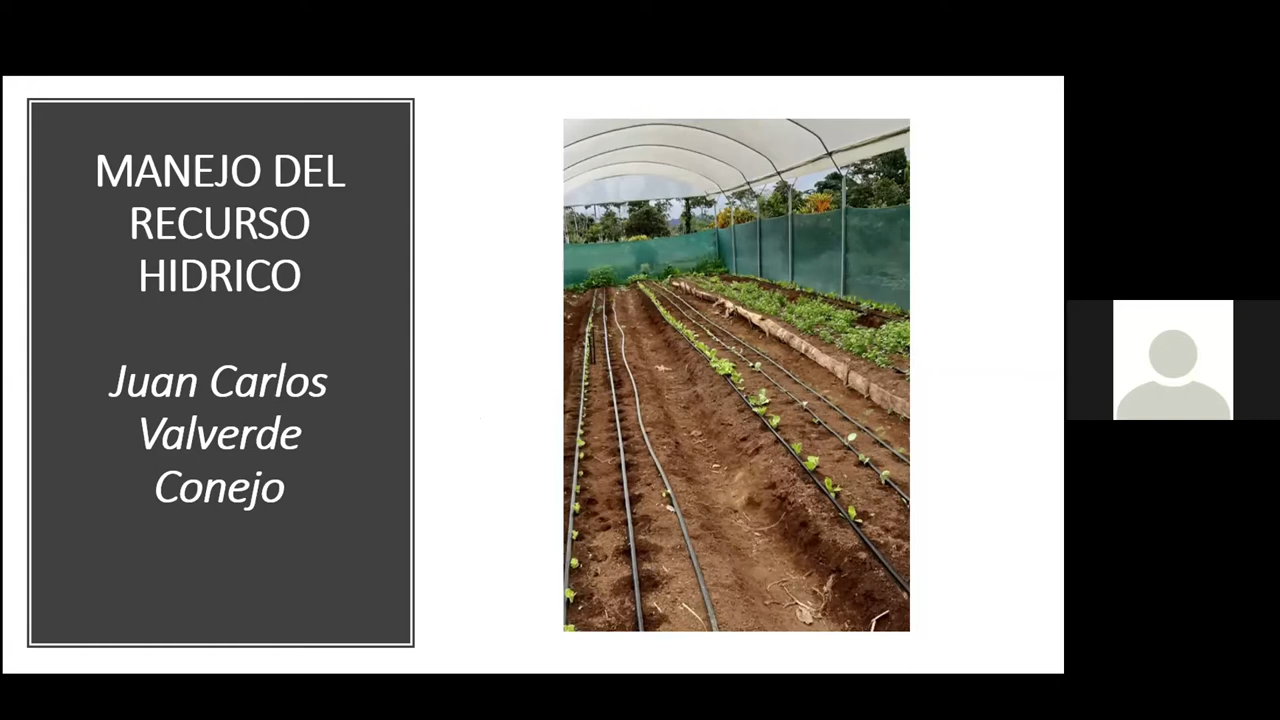 MANEJO DEL
RECURSO
HIDRICO
Juan Carlos
Valverde
Conejo